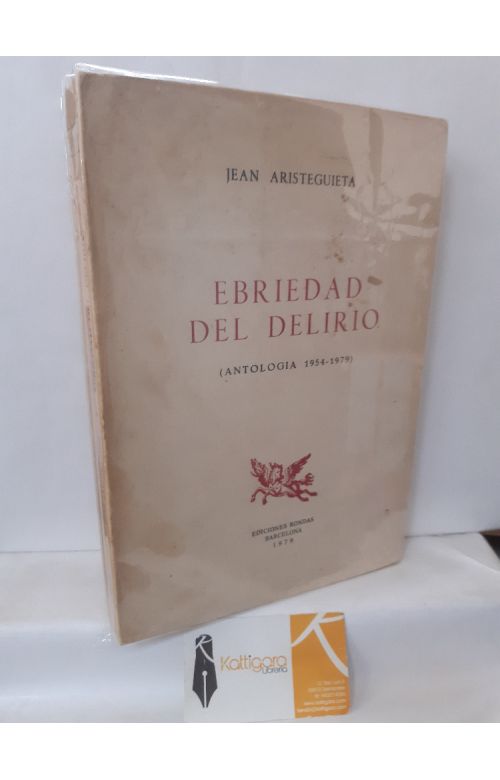 JEAN ARISTEGUIETA
EBRIEDAD
DEL DELIRIO
(ANTOLOGIA 1954-1979)
EDICIONES RONDAS
BARCELONA
1979
Kattigara
Librería